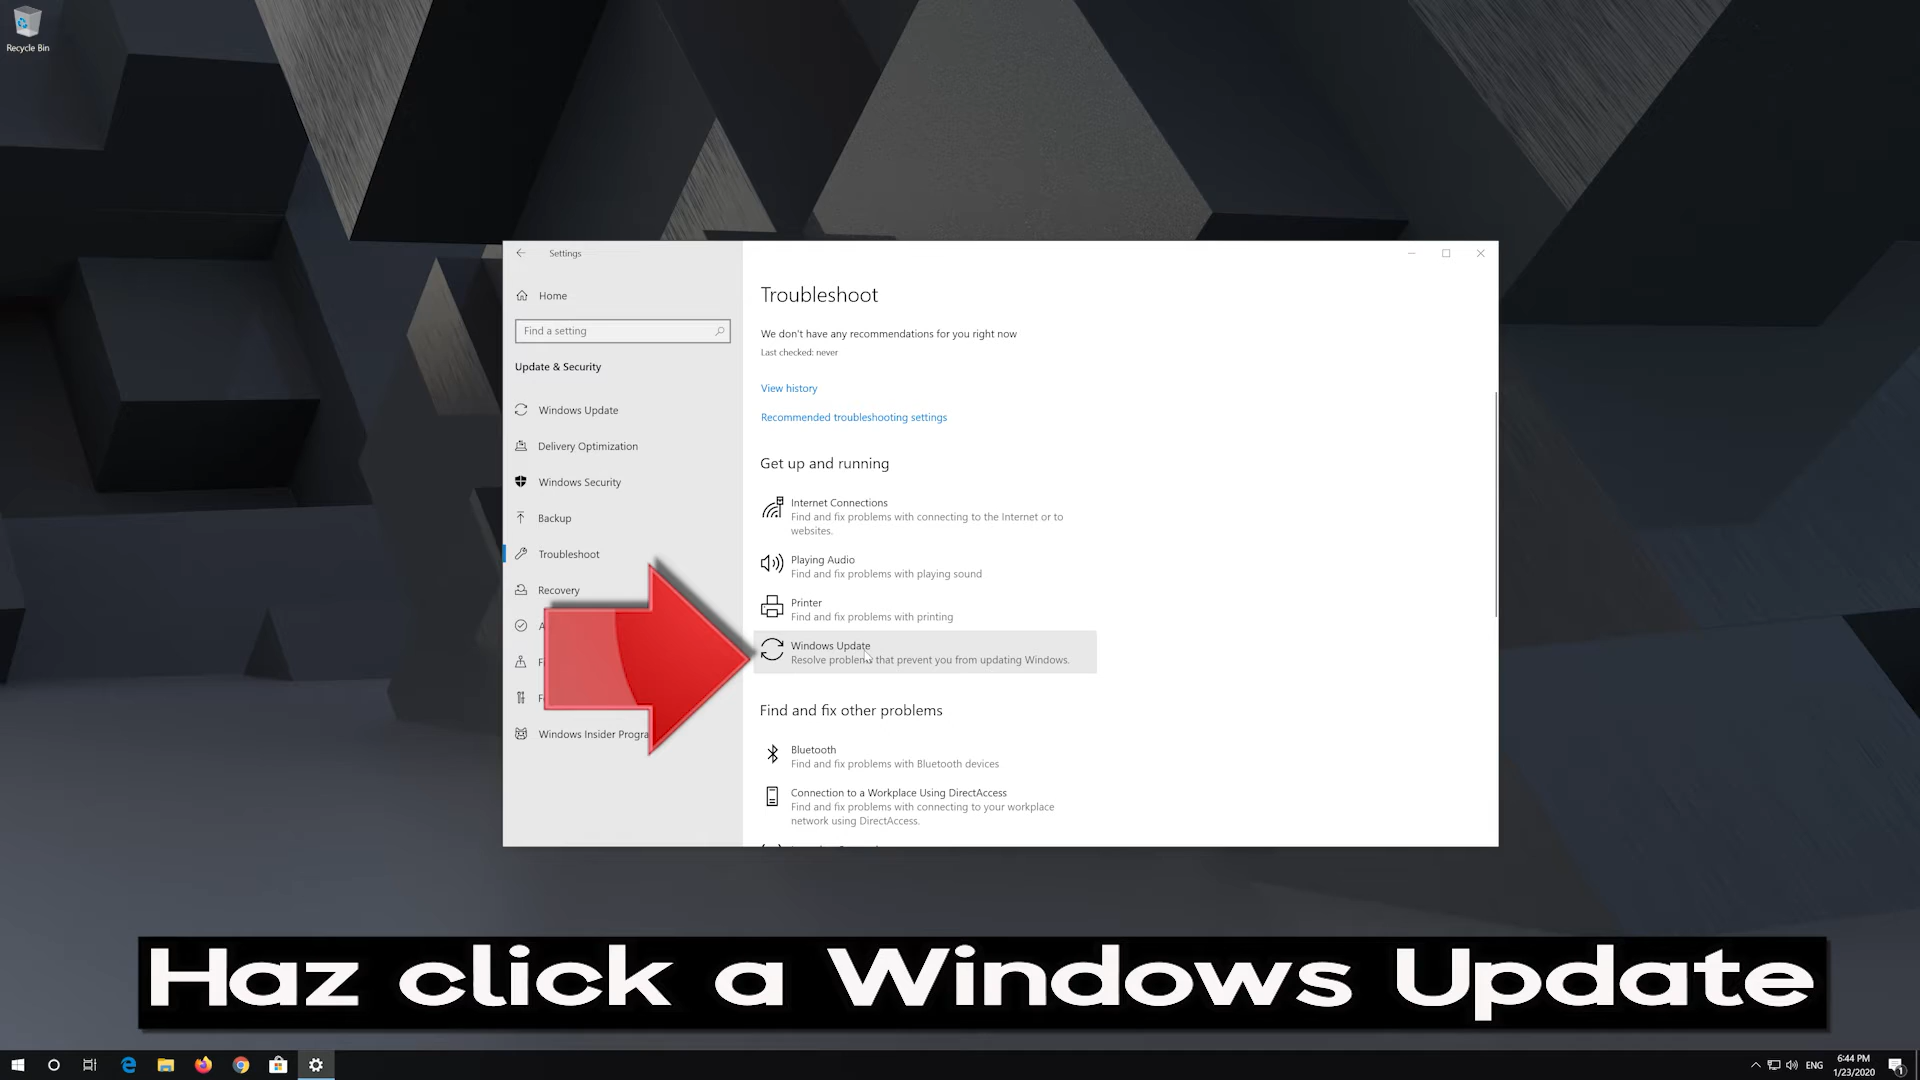 Recycle Bin
Settings
Home
Find a setting
Update & Security
Windows Update
Delivery Optimization
Windows Security
Backup
Troubleshoot
Recovery
Windows Insider
Troubleshoot
We don't have any recommendations for you right now
Last checked: never
View history
Recommended troubleshooting settings
Get up and running
Internet Connections
Find and fix problems with connecting to the Internet or to
websites.
Playing Audio
Find and fix problems with playing sound
Printer
Find and fix problems with printing
Windows Update
Resolve problems that prevent you from updating Windows.
Find and fix other problems
Bluetooth
Find and fix problems with Bluetooth devices
Connection to a Workplace Using DirectAccess
Find and fix problems with connecting to your workplace
network using DirectAccess.
Haz click a Windows Update
ENG
6:44 PM
1/23/2020
1